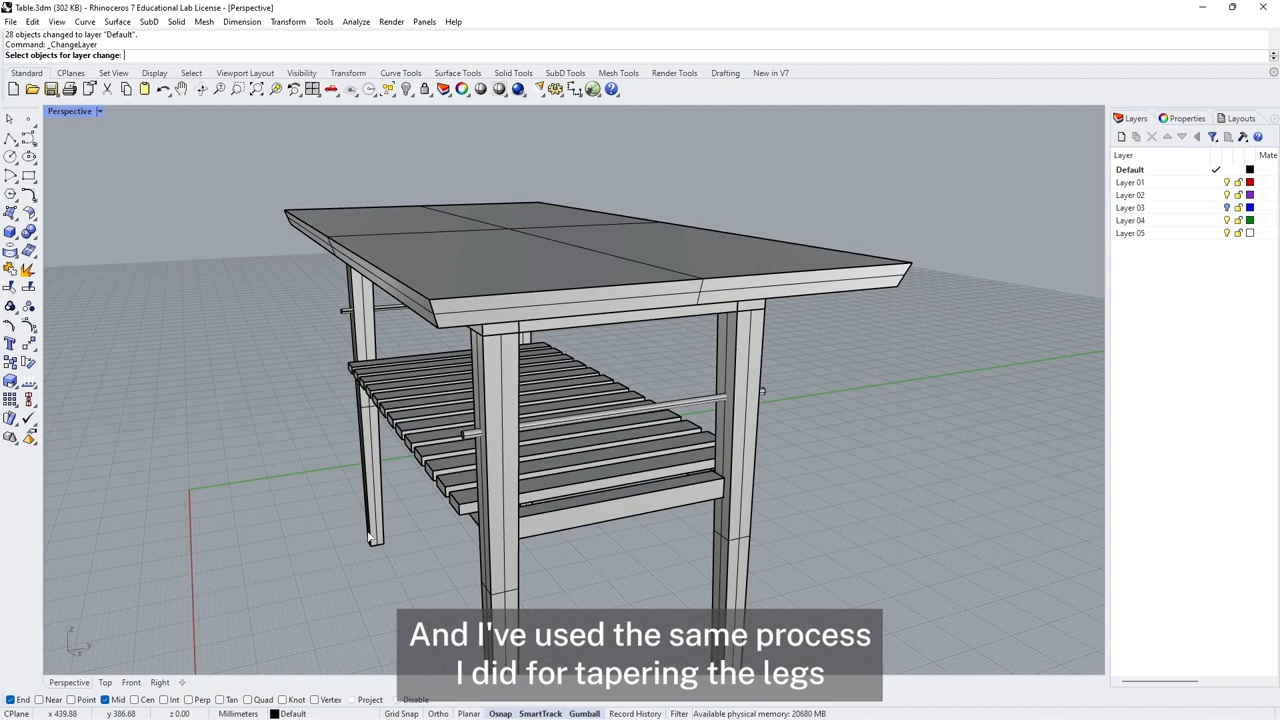 Table.3dm (302 KB) - Rhinoceros 7 Educational Lab License - [Perspective]
File Edit View Curve Surface SubD Solid Mesh Dimension Transform Tools Analyze Render Panels Help
28 objects changed to layer "Default".
Command: _ChangeLayer
Select objects for layer change:
Standard CPlanes Set View Display Select Viewport Layout Visibility Transform Curve Tools Surface Tools Solid Tools SubD Tools Mesh Tools Render Tools Drafting New in V7
Perspective
Layers Properties Layouts
Layer Mate
Default
Layer 01
Layer 02
Layer 03
Layer 04
Layer 05
z
y
x
And I've used the same process
I did for tapering the legs
Perspective Top Front Right
End Near Point Mid Cen Int Perp Tan Quad Knot Vertex Project Disable
CPlane x 439.88 y 386.68 z 0.00 Millimeters Default Grid Snap Ortho Planar Osnap SmartTrack Gumball Record History Filter Available physical memory: 20680 MB